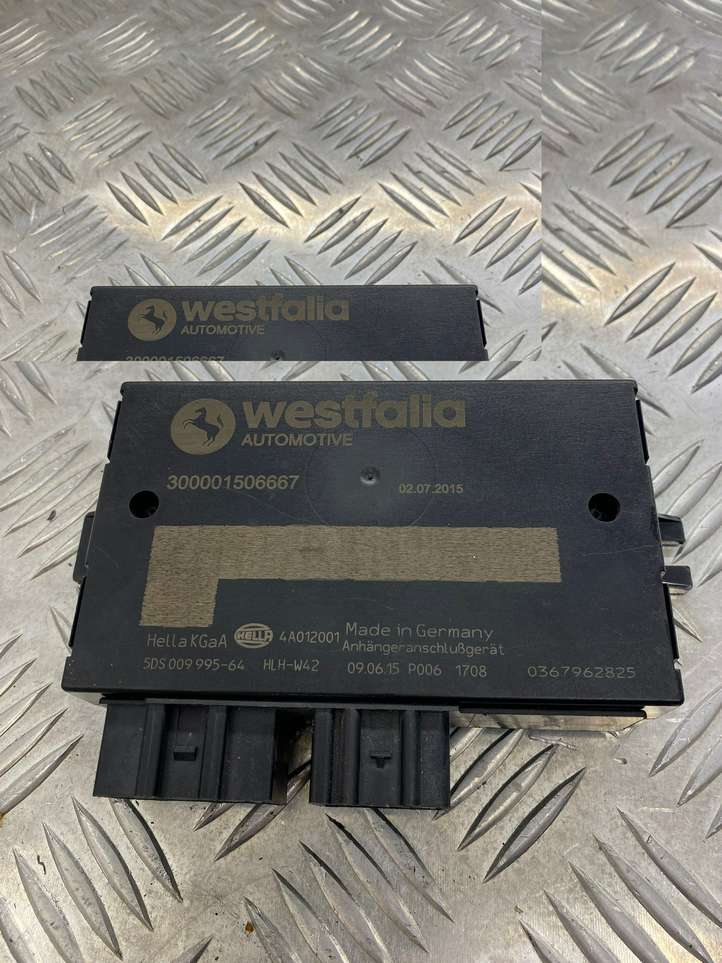 westfalia
AUTOMOTIVE
300001506667
westfalia
AUTOMOTIVE
300001506667
02.07.2015
Hella KGaA HELLA 4A012001 Made in Germany
Anhängeranschlußgerät
5DS 009 995-64 HLH-W42 09.06.15 P006 1708 0367962825